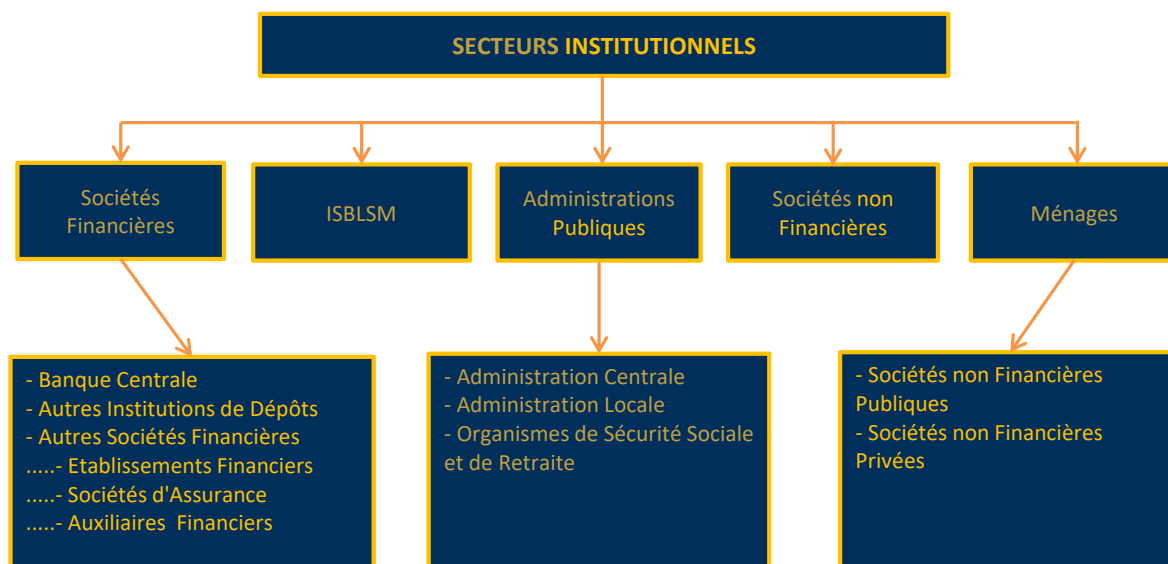 SECTEURS INSTITUTIONNELS
Sociétés
Financières
ISBLSM
Administrations
Publiques
Sociétés non
Financières
Ménages
- Banque Centrale
- Autres Institutions de Dépôts
- Autres Sociétés Financières
.....- Etablissements Financiers
.....- Sociétés d'Assurance
.....- Auxiliaires  Financiers
- Administration Centrale
- Administration Locale
- Organismes de Sécurité Sociale
et de Retraite
- Sociétés non Financières
Publiques
- Sociétés non Financières
Privées